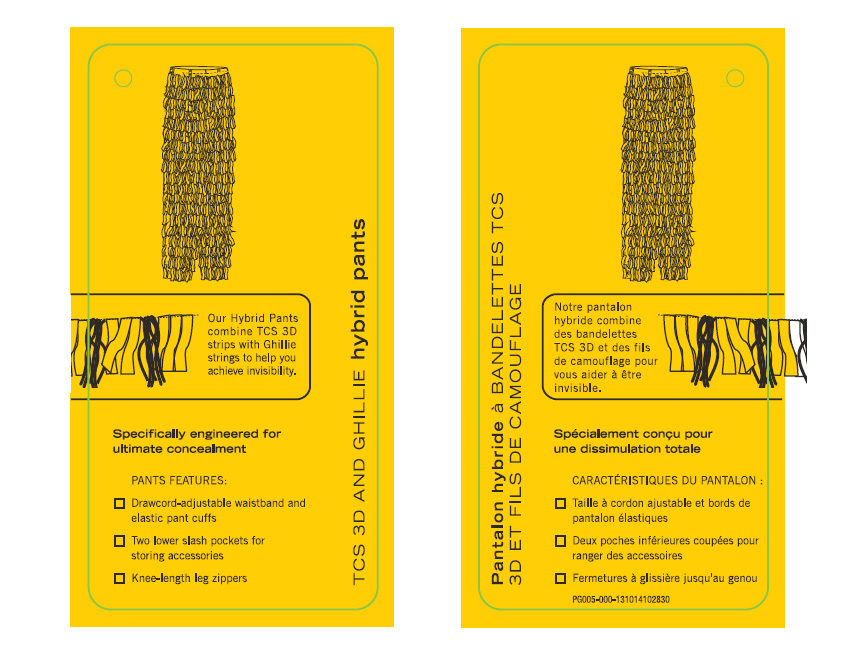 Our Hybrid Pants
combine TCS 3D
strips with Ghillie
strings to help you
achieve invisibility.
Specifically engineered for
ultimate concealment
PANTS FEATURES:
Drawcord-adjustable waistband and
elastic pant cuffs
Two lower slash pockets for
storing accessories
Knee-length leg zippers
TCS 3D AND GHILLIE hybrid pants
Pantalon hybride à BANDELETTES TCS
3D ET FILS DE CAMOUFLAGE
Notre pantalon
hybride combine
des bandelettes
TCS 3D et des fils
de camouflage pour
vous aider à être
invisible.
Spécialement conçu pour
une dissimulation totale
CARACTÉRISTIQUES DU PANTALON :
Taille à cordon ajustable et bords de
pantalon élastiques
Deux poches inférieures coupées pour
ranger des accessoires
Fermetures à glissière jusqu'au genou
PG005-000-131014102830